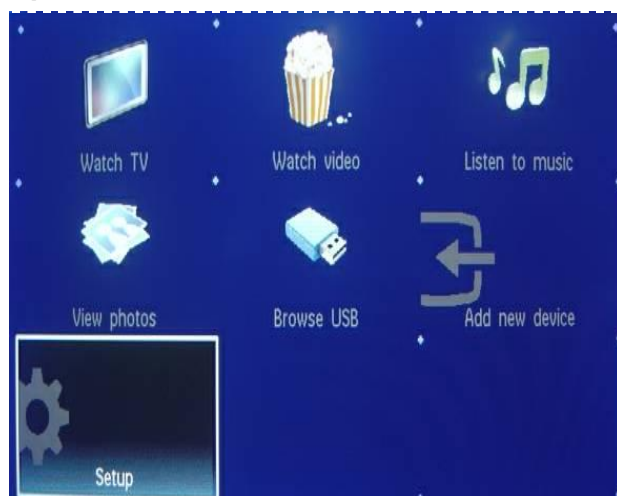 Watch TV
Watch video
Listen to music
View photos
Browse USB
Add new device
Setup